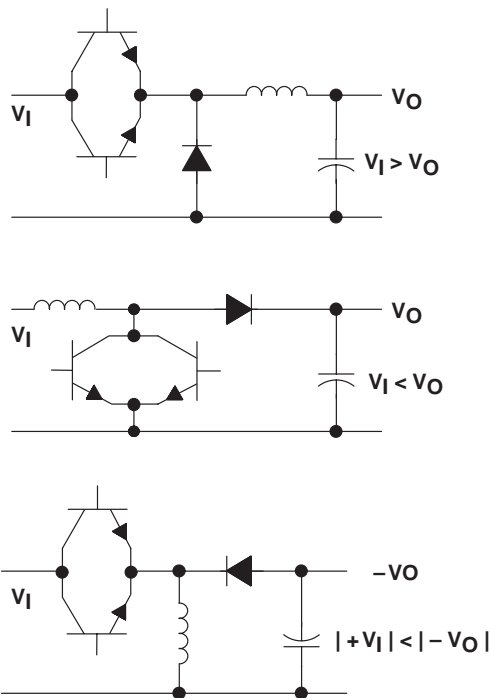 VI
VO
VI > VO
VI
VO
VI < VO
VI
–VO
| +VI | < | – VO |